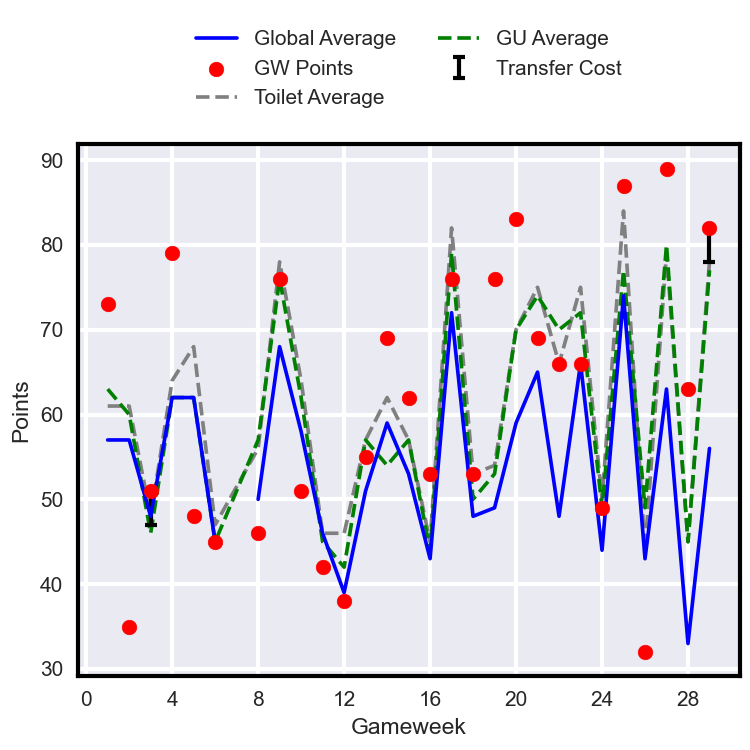 Global Average
GW Points
Toilet Average
GU Average
Transfer Cost
90
80
70
60
50
40
30
Points
0 4 8 12 16 20 24 28
Gameweek